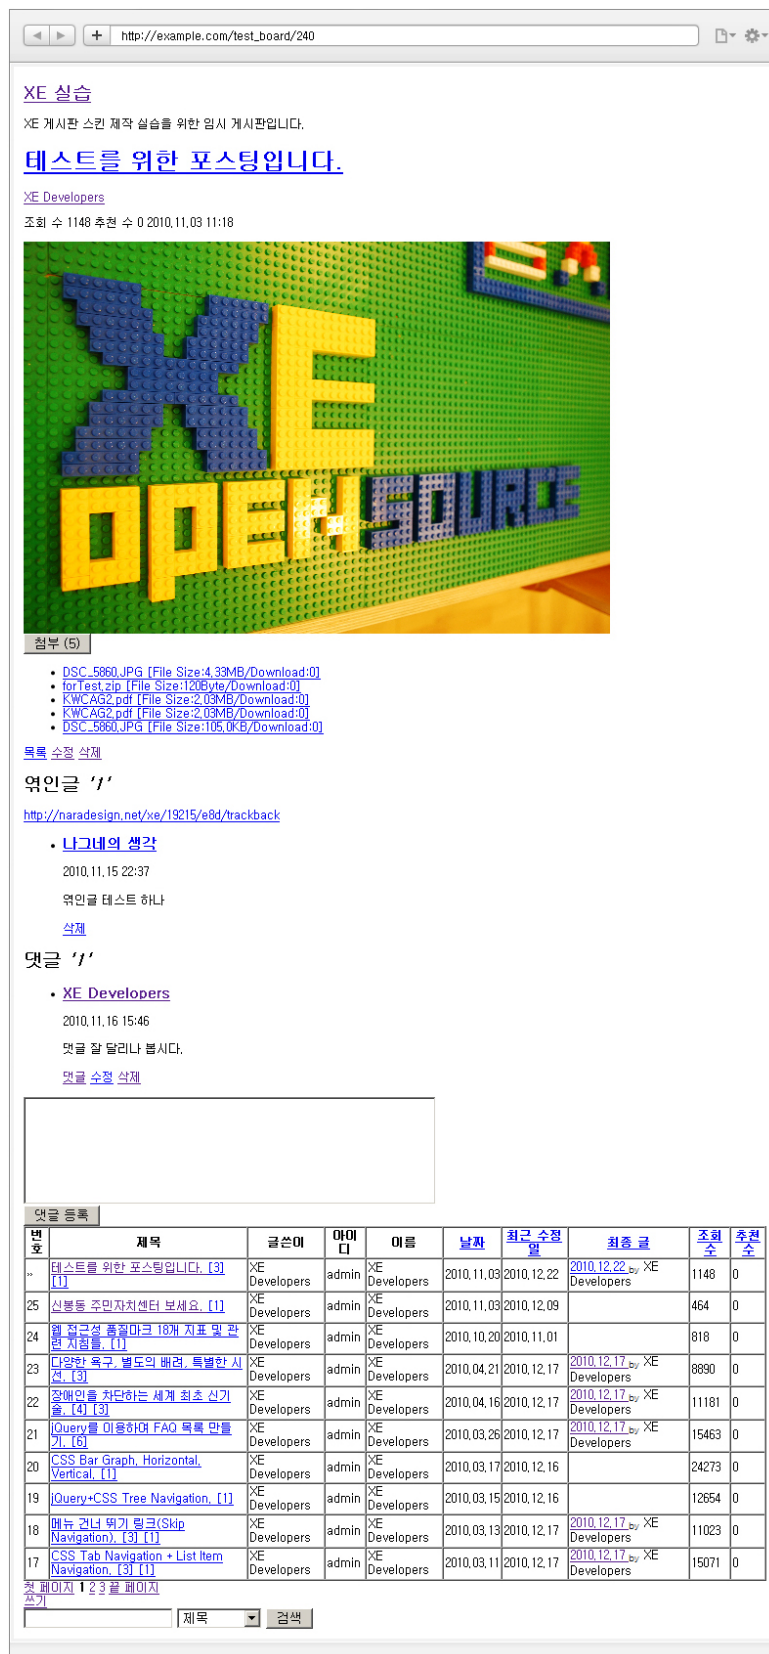 http://example.com/test_board/240
XE 실습
XE 게시판 스킨 제작 실습을 위한 임시 게시판입니다.
테스트를 위한 포스팅입니다.
XE Developers
조회 수 1148 추천 수 0 2010.11.03 11:18
XE
OPEN SOURCE
첨부 (5)
DSC_5860.JPG [File Size:4.33MB/Download:0]
forTest.zip [File Size:120Byte/Download:0]
K₩CAG2.pdf [File Size:2.03MB/Download:0]
K₩CAG2.pdf [File Size:2.03MB/Download:0]
DSC_5860.JPG [File Size:105.0KB/Download:0]
목록 수정 삭제
엮인글 '1'
http://naradesign.net/xe/19215/e8d/trackback
나그네의 생각
2010.11.15 22:37
엮인글 테스트 하나
삭제
댓글 '1'
XE Developers
2010.11.16 15:46
댓글 잘 달리나 봅시다.
댓글 수정 삭제
댓글 등록
번호 제목 글쓴이 아이디 이름 날짜 최근 수정일 최종 글 조회 수 추천 수
» 테스트를 위한 포스팅입니다. [3] [1] XE Developers admin XE Developers 2010.11.03 2010.12.22 2010.12.22 by XE Developers 1148 0
25 신봉동 주민자치센터 보세요. [1] XE Developers admin XE Developers 2010.11.03 2010.12.09 464 0
24 웹 접근성 품질마크 18개 지표 및 관련 지침들. [1] XE Developers admin XE Developers 2010.10.20 2010.11.01 818 0
23 다양한 욕구, 별도의 배려, 특별한 시선. [3] XE Developers admin XE Developers 2010.04.21 2010.12.17 2010.12.17 by XE Developers 8890 0
22 장애인을 차단하는 세계 최초 신기술. [4] [3] XE Developers admin XE Developers 2010.04.16 2010.12.17 2010.12.17 by XE Developers 11181 0
21 jQuery를 이용하여 FAQ 목록 만들기. [6] XE Developers admin XE Developers 2010.03.26 2010.12.17 2010.12.17 by XE Developers 15463 0
20 CSS Bar Graph, Horizontal, Vertical. [1] XE Developers admin XE Developers 2010.03.17 2010.12.16 24273 0
19 jQuery+CSS Tree Navigation. [1] XE Developers admin XE Developers 2010.03.15 2010.12.16 12654 0
18 메뉴 건너 뛰기 링크(Skip Navigation). [3] [1] XE Developers admin XE Developers 2010.03.13 2010.12.17 2010.12.17 by XE Developers 11023 0
17 CSS Tab Navigation + List Item Navigation. [3] [1] XE Developers admin XE Developers 2010.03.11 2010.12.17 2010.12.17 by XE Developers 15071 0
첫 페이지 1 2 3 끝 페이지
쓰기
제목 검색